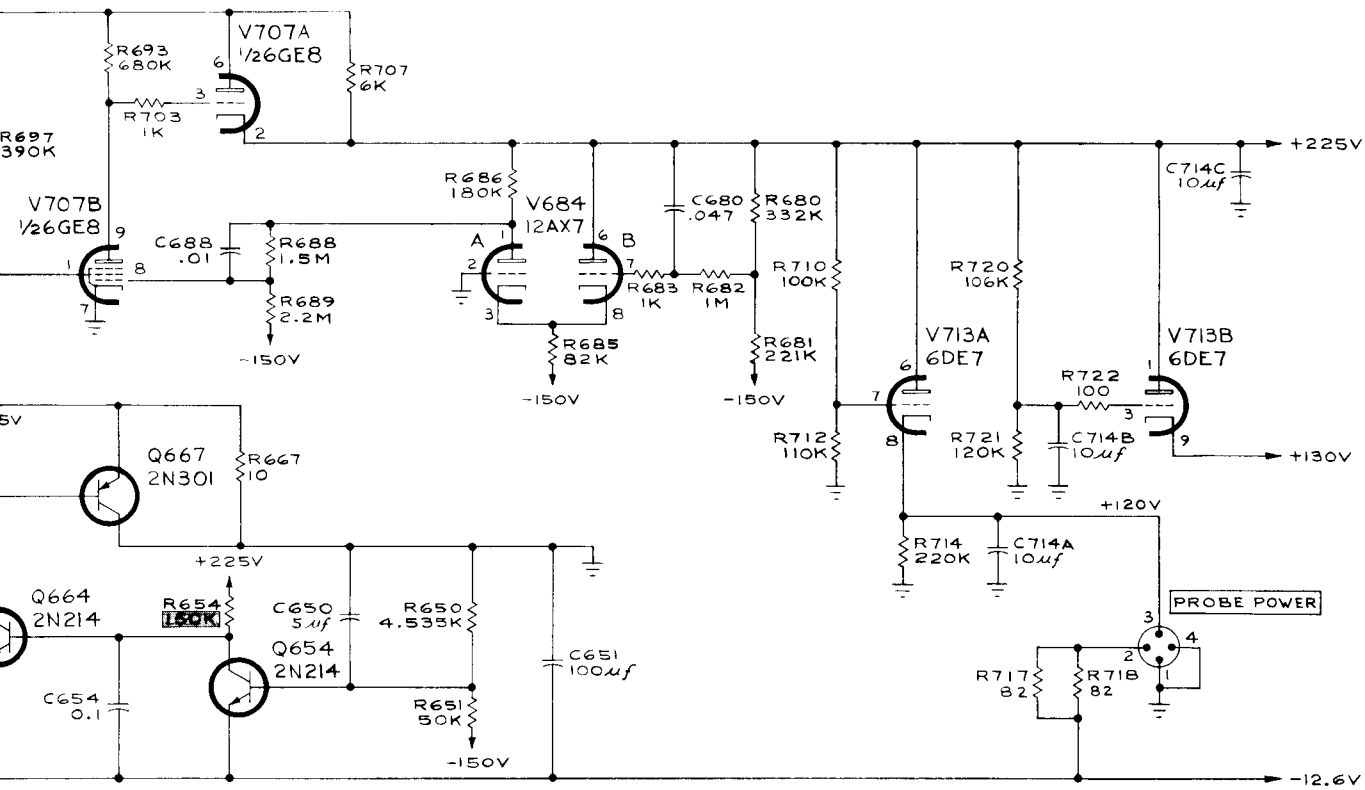 R693
680K
V707A
1/26GE8
6
3
2
R703
1K
R707
6K
R697
390K
+225V
C714C
10µf
V707B
1/26GE8
9
1
8
7
C688
.01
R688
1.5M
R689
2.2M
-150V
R686
180K
V684
12AX7
A
B
1
2
3
6
7
8
R683
1K
R682
1M
C680
.047
R680
332K
R685
82K
-150V
R681
221K
-150V
R710
100K
R712
110K
V713A
6DE7
6
7
8
R720
106K
R721
120K
C714B
10µf
R722
100
V713B
6DE7
1
3
9
+130V
5V
Q667
2N301
R667
10
+120V
R714
220K
C714A
10µf
+225V
Q664
2N214
R654
Q654
2N214
C654
0.1
C650
5µf
R650
4.535K
R651
50K
-150V
C651
100µf
PROBE POWER
3
4
2
1
R717
82
R718
82
-12.6V